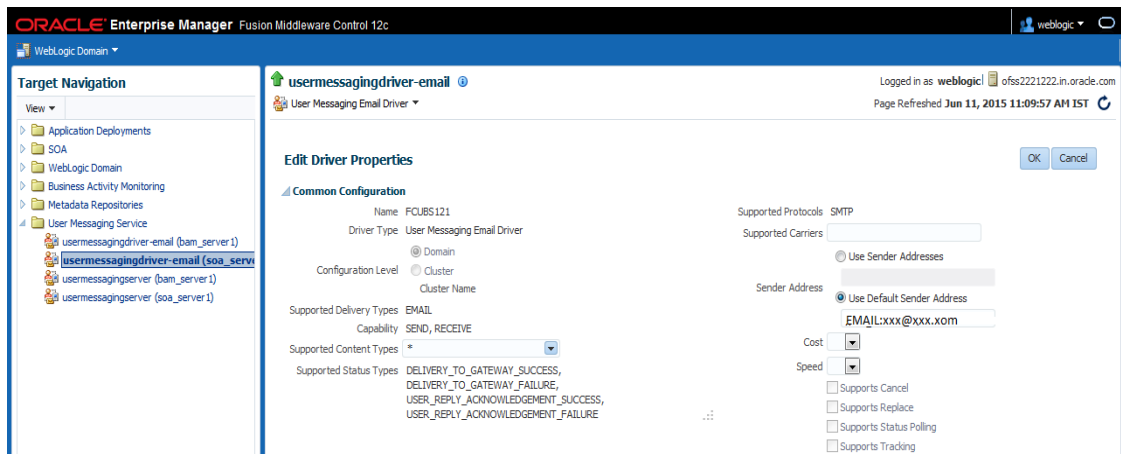 ORACLE Enterprise Manager Fusion Middleware Control 12c
weblogic
WebLogic Domain
Target Navigation
View
Application Deployments
SOA
WebLogic Domain
Business Activity Monitoring
Metadata Repositories
User Messaging Service
usermessagingdriver-email (bam_server1)
usermessagingdriver-email (soa_serve
usermessagingserver (bam_server1)
usermessagingserver (soa_server1)
usermessagingdriver-email
User Messaging Email Driver
Logged in as weblogic ofss2221222.in.oracle.com
Page Refreshed Jun 11, 2015 11:09:57 AM IST
Edit Driver Properties
OK Cancel
Common Configuration
Name FCUBS121
Driver Type User Messaging Email Driver
Configuration Level
Domain
Cluster
Cluster Name
Supported Delivery Types EMAIL
Capability SEND, RECEIVE
Supported Content Types *
Supported Status Types DELIVERY_TO_GATEWAY_SUCCESS,
DELIVERY_TO_GATEWAY_FAILURE,
USER_REPLY_ACKNOWLEDGEMENT_SUCCESS,
USER_REPLY_ACKNOWLEDGEMENT_FAILURE
Supported Protocols SMTP
Supported Carriers
Sender Address
Use Sender Addresses
Use Default Sender Address
EMAIL:xxx@xxx.xom
Cost
Speed
Supports Cancel
Supports Replace
Supports Status Polling
Supports Tracking